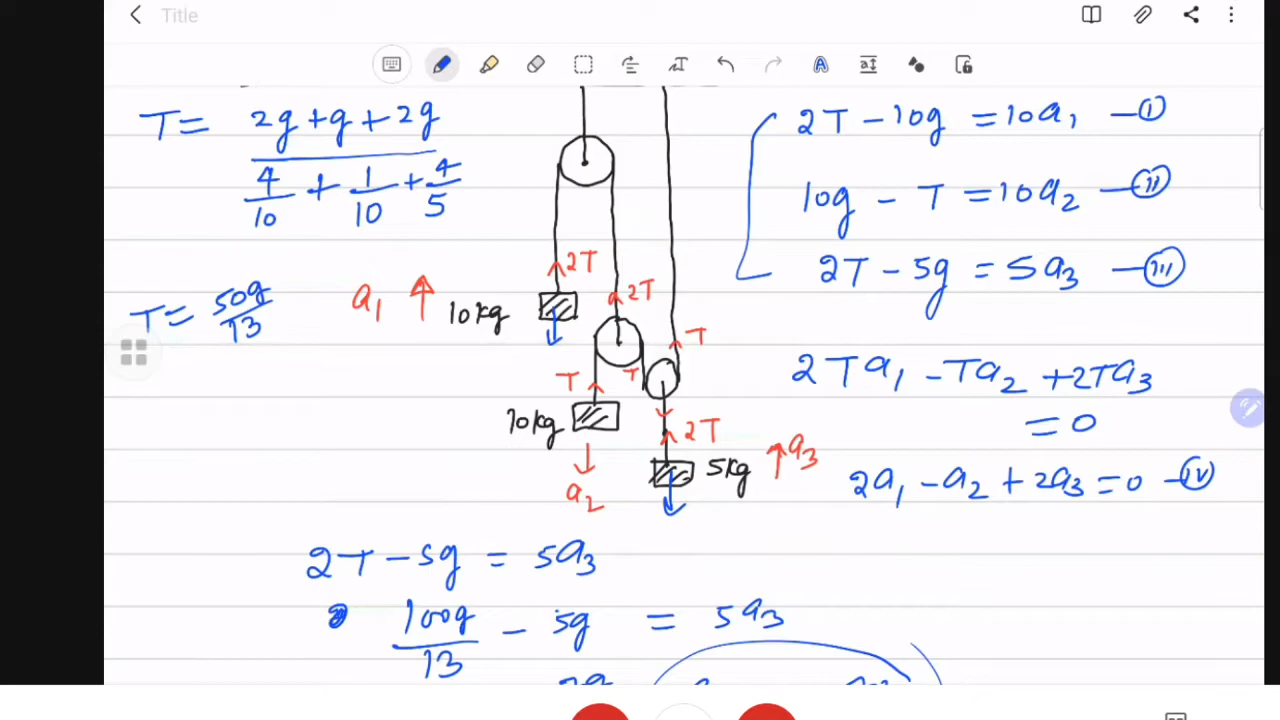 Title
T = (2g + g + 2g) / (4/10 + 1/10 + 4/5)
T = 50g/13
a₁ ↑
10kg
2T
2T
T
T
T
10kg
a₂
2T
5kg
↑a₃
2T − 10g = 10a₁ — (i)
10g − T = 10a₂ — (ii)
2T − 5g = 5a₃ — (iii)
2Ta₁ − Ta₂ + 2Ta₃
= 0
2a₁ − a₂ + 2a₃ = 0 — (iv)
2T − 5g = 5a₃
100g/13 − 5g = 5a₃